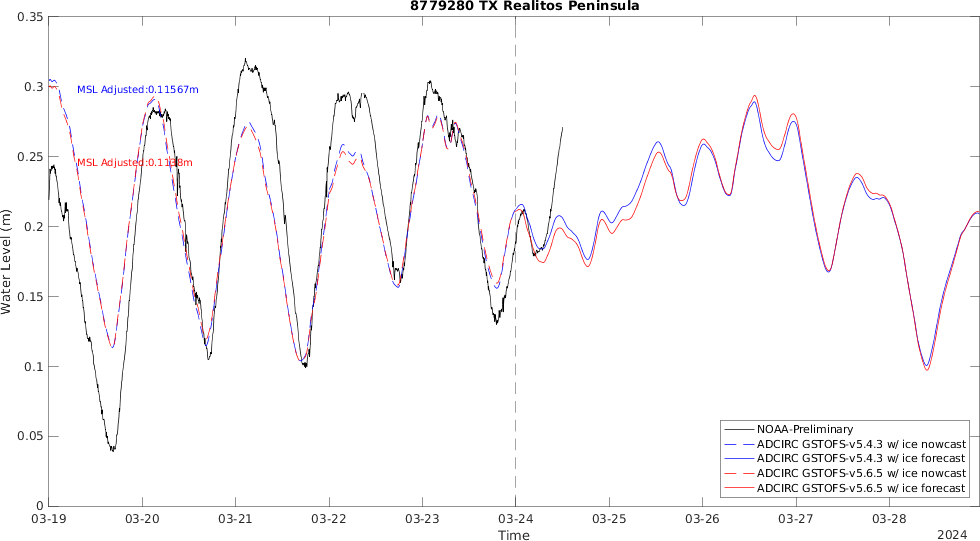 8779280 TX Realitos Peninsula
0.35
0.3
0.25
0.2
0.15
0.1
0.05
0
Water Level (m)
MSL Adjusted:0.11567m
MSL Adjusted:0.1138m
NOAA-Preliminary
ADCIRC GSTOFS-v5.4.3 w/ ice nowcast
ADCIRC GSTOFS-v5.4.3 w/ ice forecast
ADCIRC GSTOFS-v5.6.5 w/ ice nowcast
ADCIRC GSTOFS-v5.6.5 w/ ice forecast
03-19 03-20 03-21 03-22 03-23 03-24 03-25 03-26 03-27 03-28
Time
2024